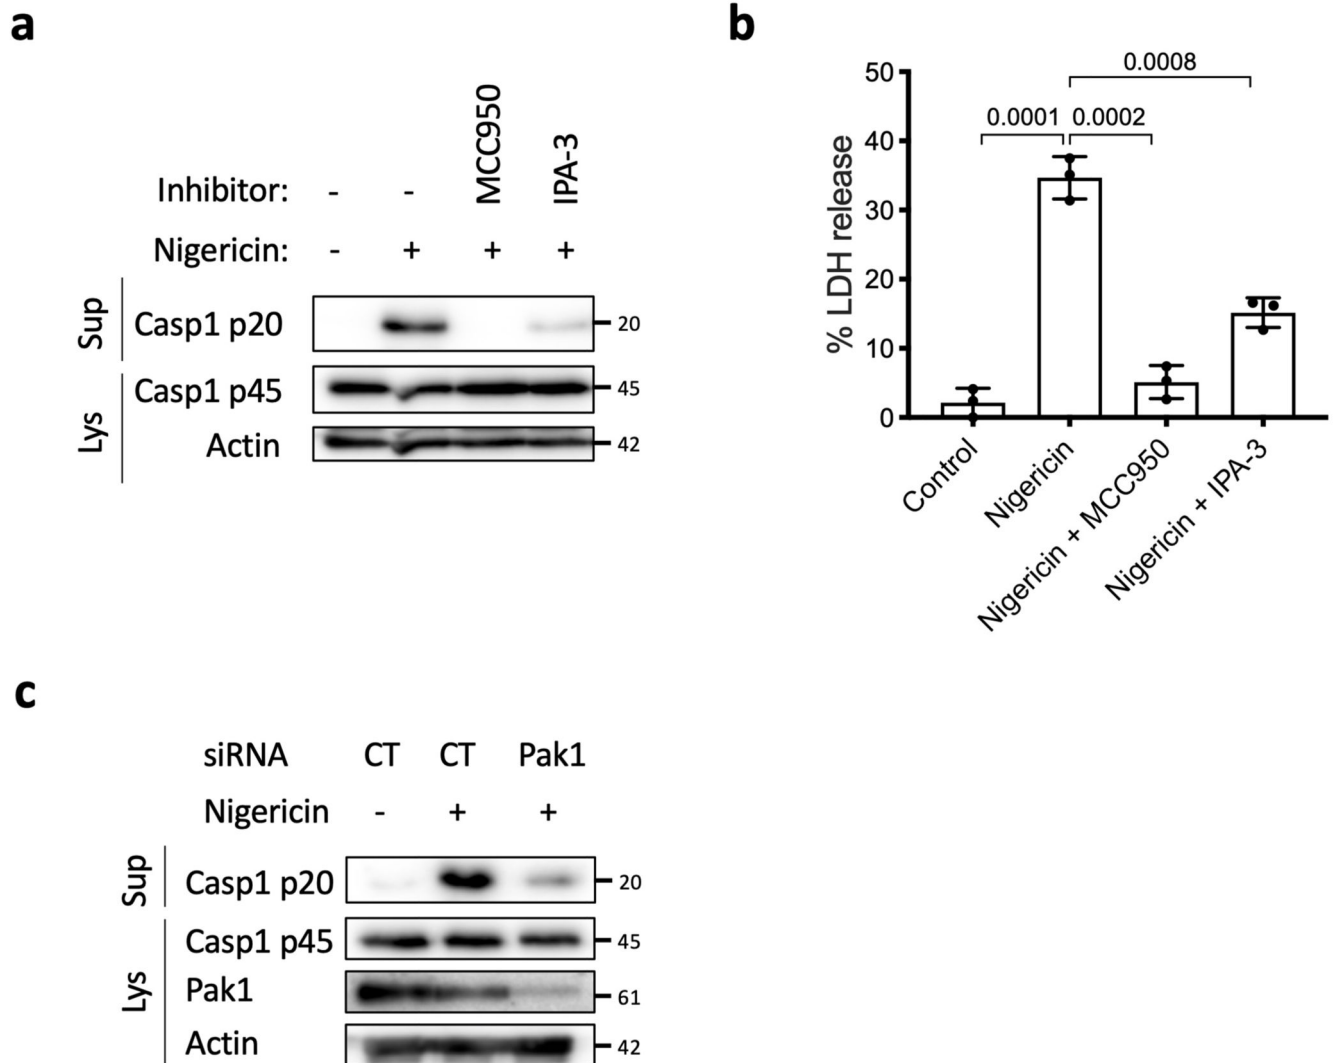 a
Inhibitor: - - MCC950 IPA-3
Nigericin: - + + +
Sup
Casp1 p20 20
Lys
Casp1 p45 45
Actin 42
b
0.0008
0.0001 0.0002
% LDH release
50
40
30
20
10
0
Control
Nigericin
Nigericin + MCC950
Nigericin + IPA-3
c
siRNA CT CT Pak1
Nigericin - + +
Sup
Casp1 p20 20
Lys
Casp1 p45 45
Pak1 61
Actin 42